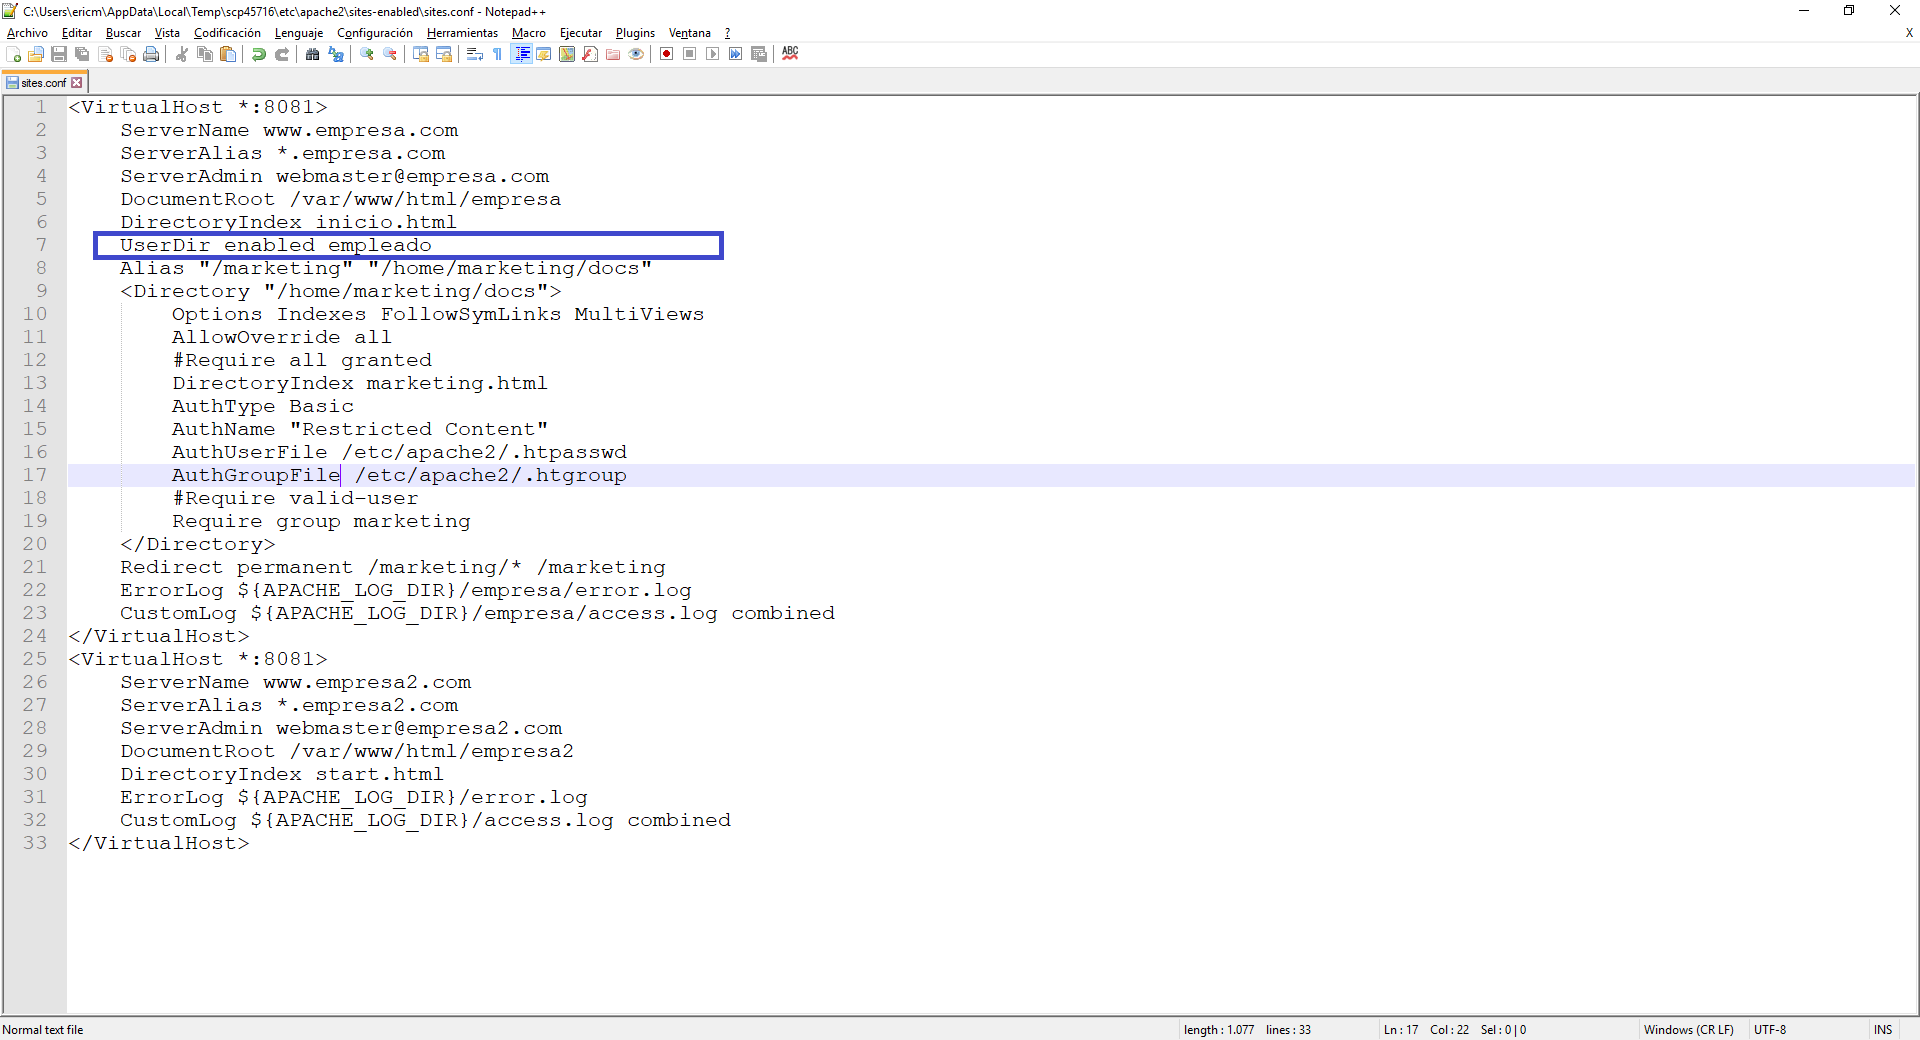 C:\Users\ericm\AppData\Local\Temp\scp45716\etc\apache2\sites-enabled\sites.conf - Notepad++
Archivo Editar Buscar Vista Codificación Lenguaje Configuración Herramientas Macro Ejecutar Plugins Ventana ? X
ABC
sites.conf
1 <VirtualHost *:8081>
2 ServerName www.empresa.com
3 ServerAlias *.empresa.com
4 ServerAdmin webmaster@empresa.com
5 DocumentRoot /var/www/html/empresa
6 DirectoryIndex inicio.html
7 UserDir enabled empleado
8 Alias "/marketing" "/home/marketing/docs"
9 <Directory "/home/marketing/docs">
10 Options Indexes FollowSymLinks MultiViews
11 AllowOverride all
12 #Require all granted
13 DirectoryIndex marketing.html
14 AuthType Basic
15 AuthName "Restricted Content"
16 AuthUserFile /etc/apache2/.htpasswd
17 AuthGroupFile /etc/apache2/.htgroup
18 #Require valid-user
19 Require group marketing
20 </Directory>
21 Redirect permanent /marketing/* /marketing
22 ErrorLog ${APACHE_LOG_DIR}/empresa/error.log
23 CustomLog ${APACHE_LOG_DIR}/empresa/access.log combined
24 </VirtualHost>
25 <VirtualHost *:8081>
26 ServerName www.empresa2.com
27 ServerAlias *.empresa2.com
28 ServerAdmin webmaster@empresa2.com
29 DocumentRoot /var/www/html/empresa2
30 DirectoryIndex start.html
31 ErrorLog ${APACHE_LOG_DIR}/error.log
32 CustomLog ${APACHE_LOG_DIR}/access.log combined
33 </VirtualHost>
Normal text file length : 1.077 lines : 33 Ln : 17 Col : 22 Sel : 0 | 0 Windows (CR LF) UTF-8 INS